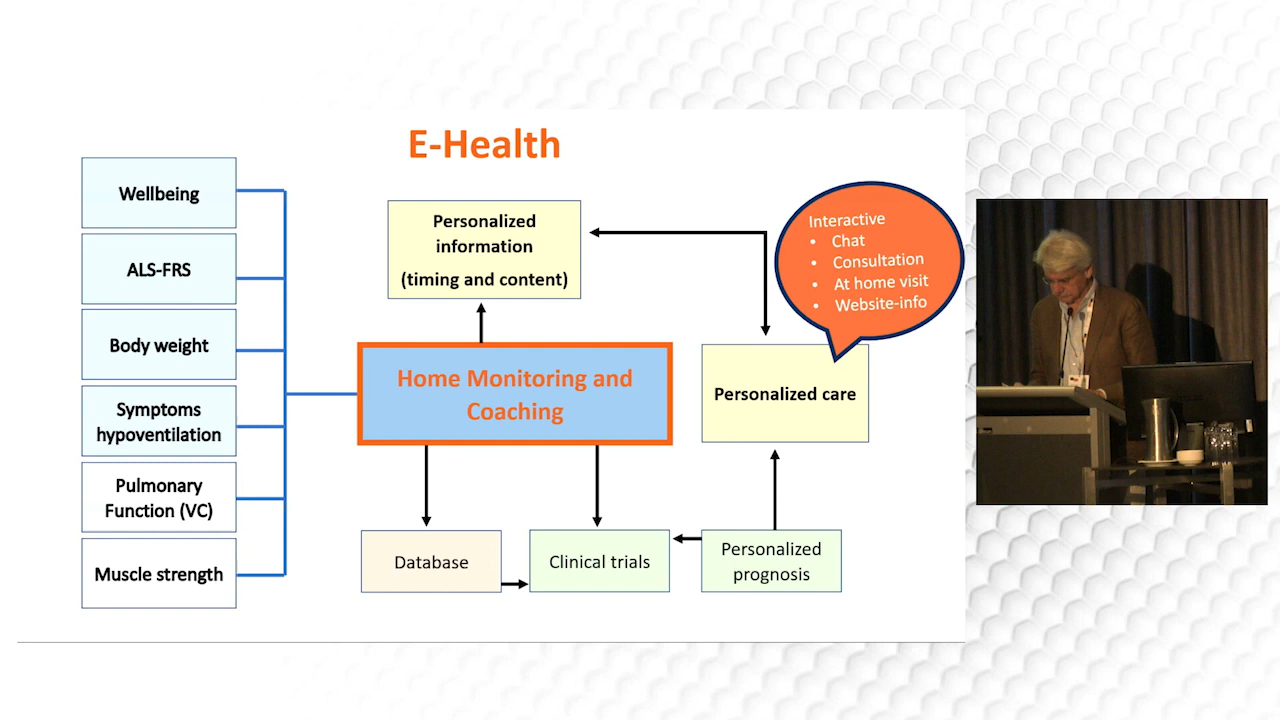 E-Health
Wellbeing
ALS-FRS
Body weight
Symptoms
hypoventilation
Pulmonary
Function (VC)
Muscle strength
Personalized
information
(timing and content)
Home Monitoring and
Coaching
Interactive
• Chat
• Consultation
• At home visit
• Website-info
Personalized care
Database
Clinical trials
Personalized
prognosis